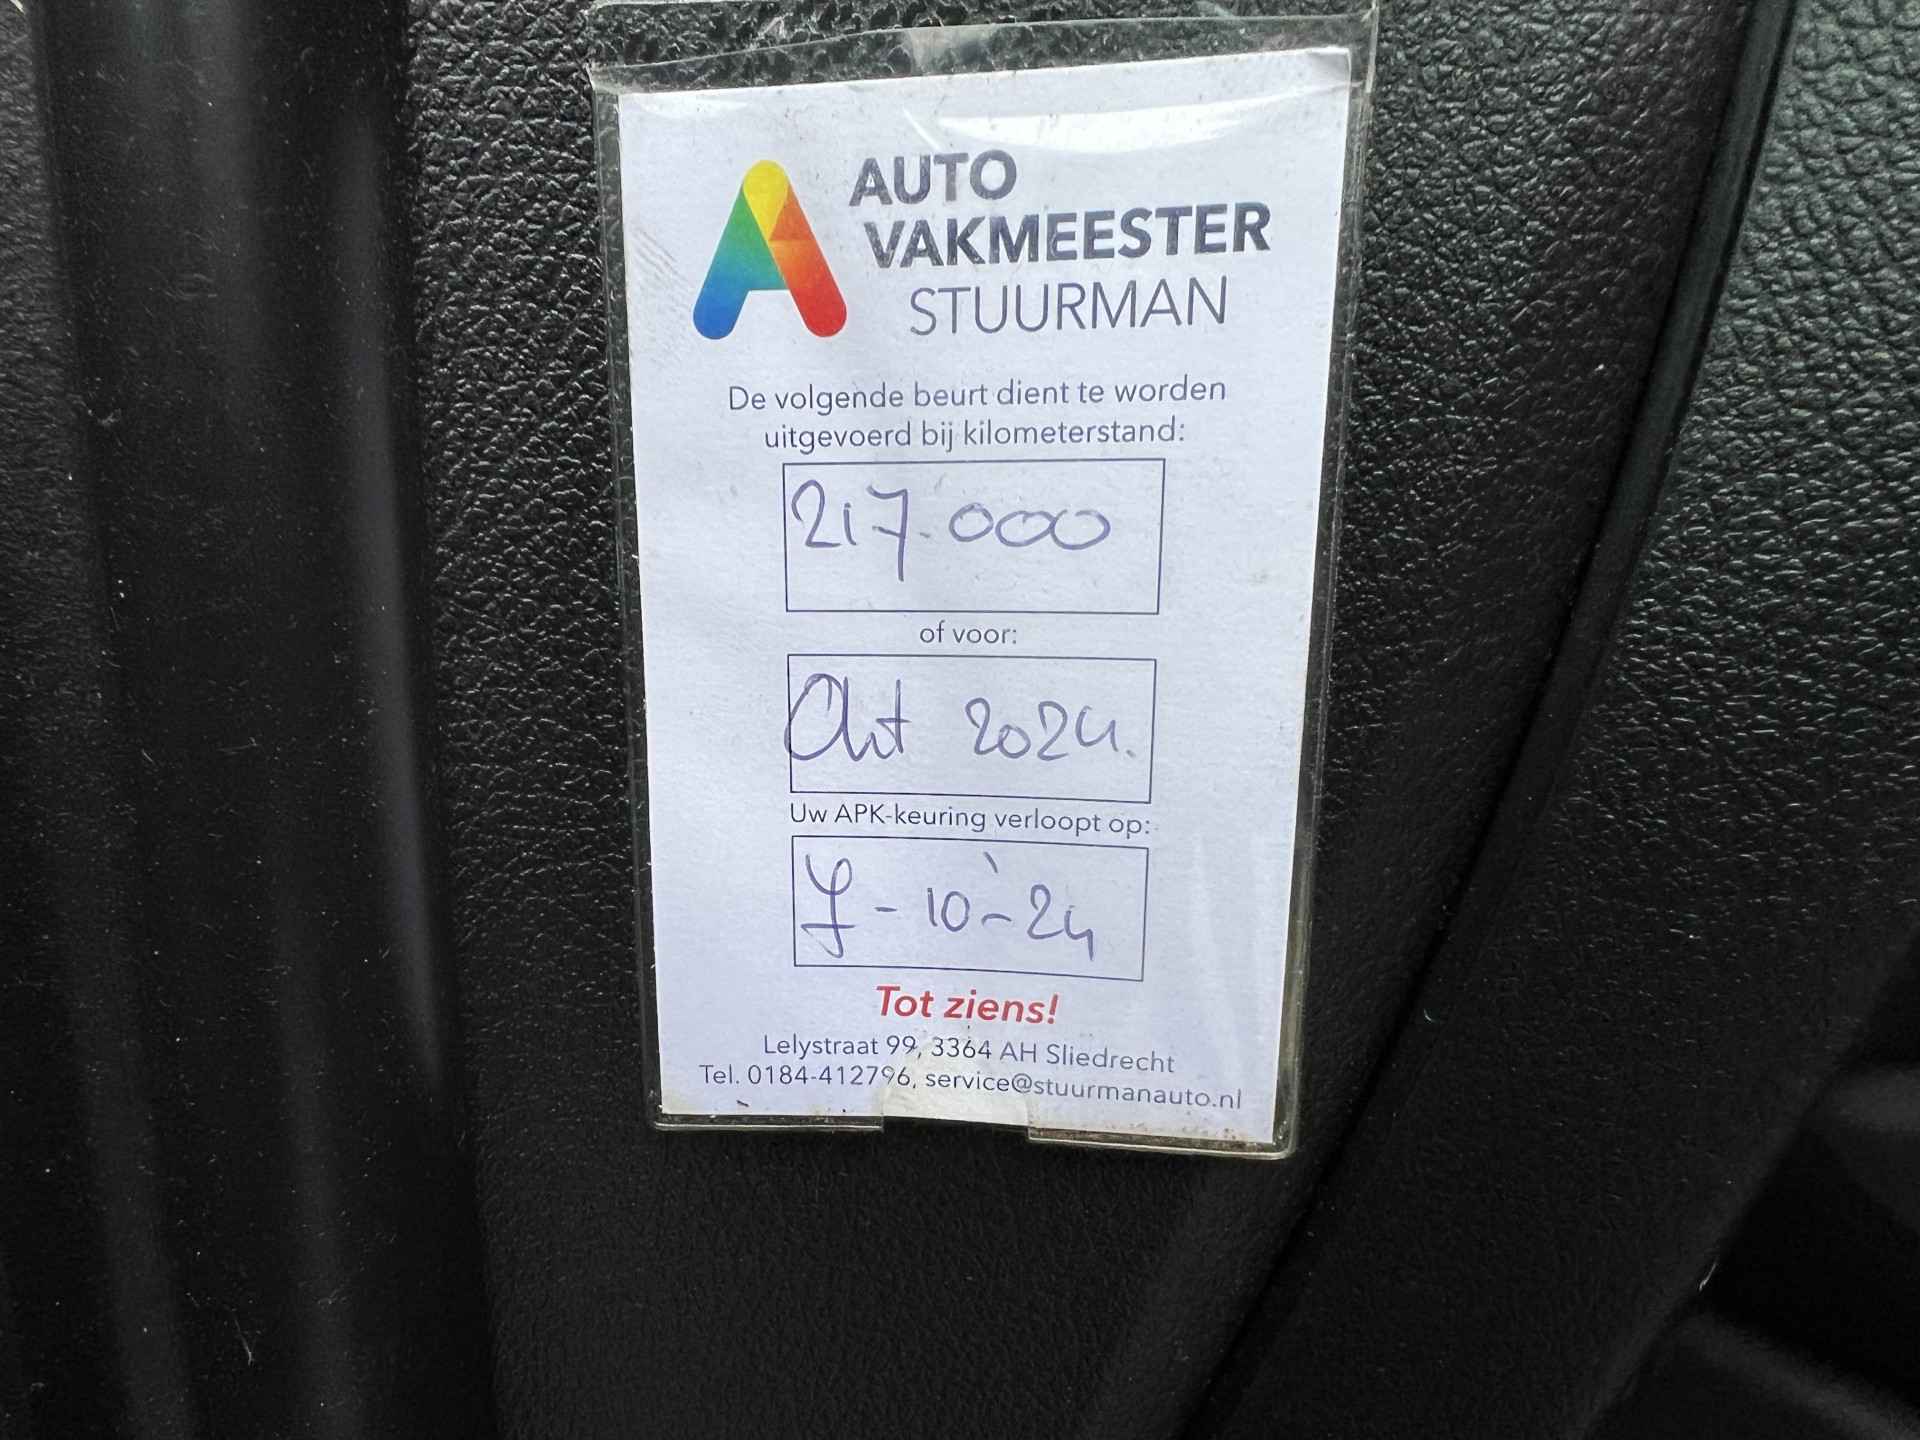 AUTO
VAKMEESTER
STUURMAN
De volgende beurt dient te worden
uitgevoerd bij kilometerstand:
217.000
of voor:
Okt 2024.
Uw APK-keuring verloopt op:
-10-24
Tot ziens!
Lelystraat 99, 3364 AH Sliedrecht
Tel. 0184-412796, service@stuurmanauto.nl